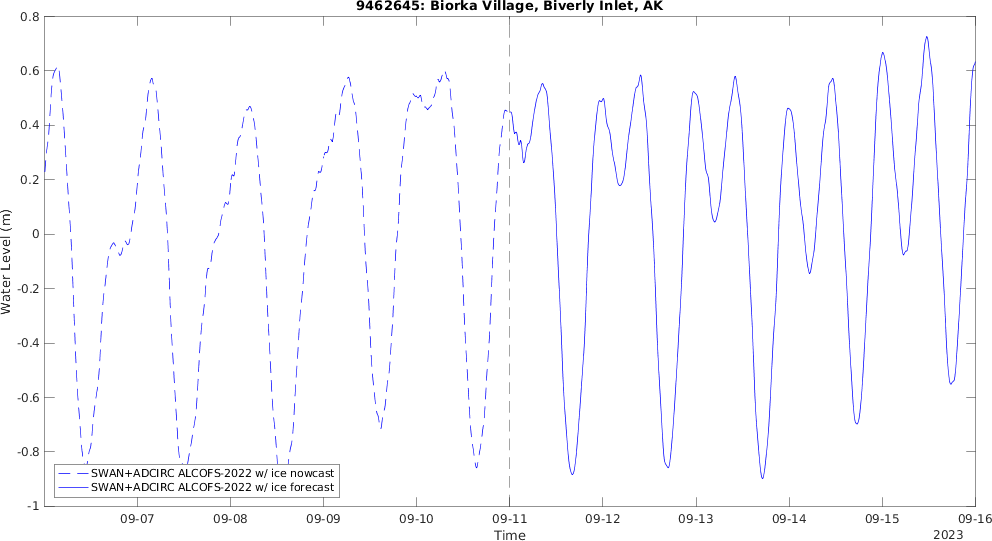 9462645: Biorka Village, Biverly Inlet, AK
0.8
0.6
0.4
0.2
0
-0.2
-0.4
-0.6
-0.8
-1
Water Level (m)
SWAN+ADCIRC ALCOFS-2022 w/ ice nowcast
SWAN+ADCIRC ALCOFS-2022 w/ ice forecast
09-07 09-08 09-09 09-10 09-11 09-12 09-13 09-14 09-15 09-16
Time
2023